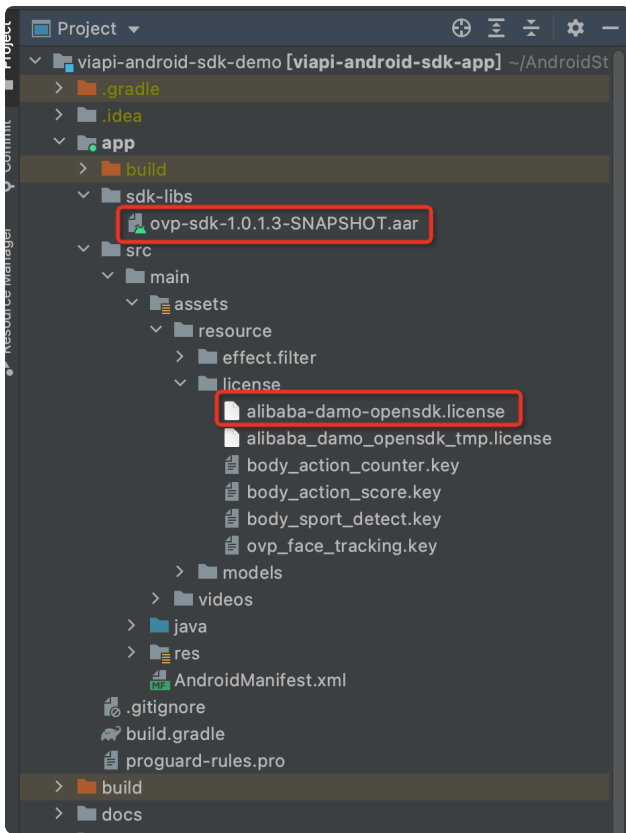 Project
Project
viapi-android-sdk-demo [viapi-android-sdk-app] ~/AndroidSt
.gradle
.idea
Commit
app
build
sdk-libs
ovp-sdk-1.0.1.3-SNAPSHOT.aar
src
Resource Manager
main
assets
resource
effect.filter
license
alibaba-damo-opensdk.license
alibaba_damo_opensdk_tmp.license
body_action_counter.key
body_action_score.key
body_sport_detect.key
ovp_face_tracking.key
models
videos
java
res
MF
AndroidManifest.xml
.gitignore
build.gradle
proguard-rules.pro
build
docs